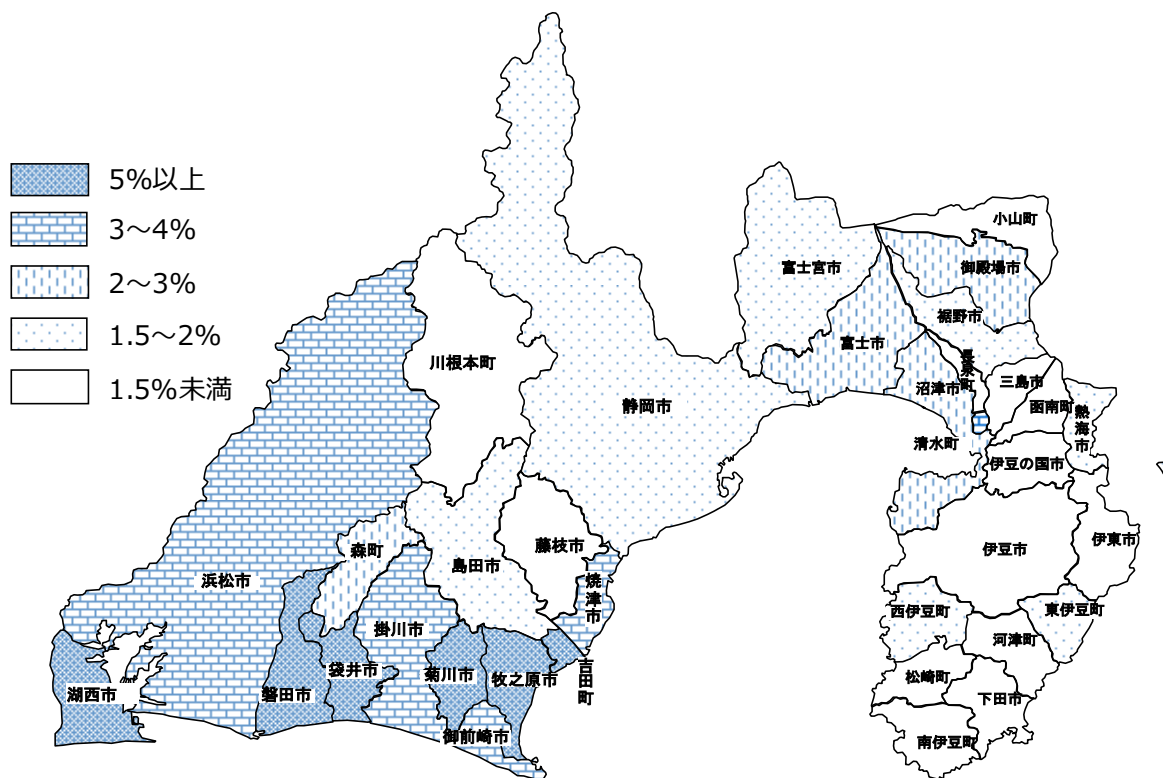 5%以上
3～4%
2～3%
1.5～2%
1.5%未満
小山町
御殿場市
富士宮市
裾野市
富士市
長泉町
沼津市
三島市
函南町
熱海市
清水町
伊豆の国市
川根本町
静岡市
伊豆市
伊東市
藤枝市
森町
島田市
焼津市
浜松市
西伊豆町
東伊豆町
河津町
掛川市
袋井市
菊川市
牧之原市
吉田町
湖西市
磐田市
松崎町
下田市
御前崎市
南伊豆町